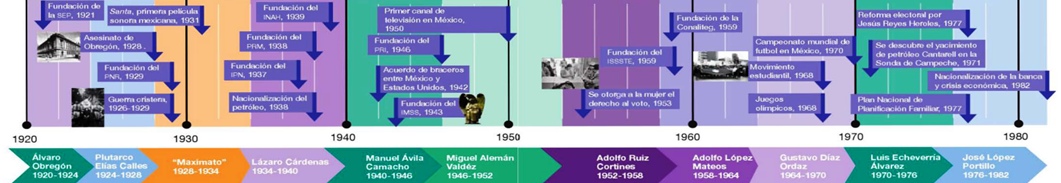 Fundación de
la SEP, 1921
Santa, primera película
sonora mexicana, 1931
Asesinato de
Obregón, 1928
Fundación del
PNR, 1929
Guerra cristera,
1926-1929
Fundación del
INAH, 1939
Fundación del
PRM, 1938
Fundación del
IPN, 1937
Nacionalización del
petróleo, 1938
Primer canal de
televisión en México,
1950
Fundación del
PRI, 1946
Acuerdo de braceros
entre México y
Estados Unidos, 1942
Fundación del
IMSS, 1943
Fundación de la
Conaliteg, 1959
Fundación del
ISSSTE, 1959
Se otorga a la mujer el
derecho al voto, 1953
Campeonato mundial de
futbol en México, 1970
Movimiento
estudiantil, 1968
Juegos
olímpicos, 1968
Reforma electoral por
Jesús Reyes Heroles, 1977
Se descubre el yacimiento
de petróleo Cantarell en la
Sonda de Campeche, 1971
Nacionalización de la banca
y crisis económica, 1982
Plan Nacional de
Planificación Familiar, 1977
1920 1930 1940 1950 1960 1970 1980
Álvaro
Obregón
1920-1924
Plutarco
Elías Calles
1924-1928
"Maximato"
1928-1934
Lázaro Cárdenas
1934-1940
Manuel Ávila
Camacho
1940-1946
Miguel Alemán
Valdéz
1946-1952
Adolfo Ruiz
Cortines
1952-1958
Adolfo López
Mateos
1958-1964
Gustavo Díaz
Ordaz
1964-1970
Luis Echeverría
Álvarez
1970-1976
José López
Portillo
1976-1982